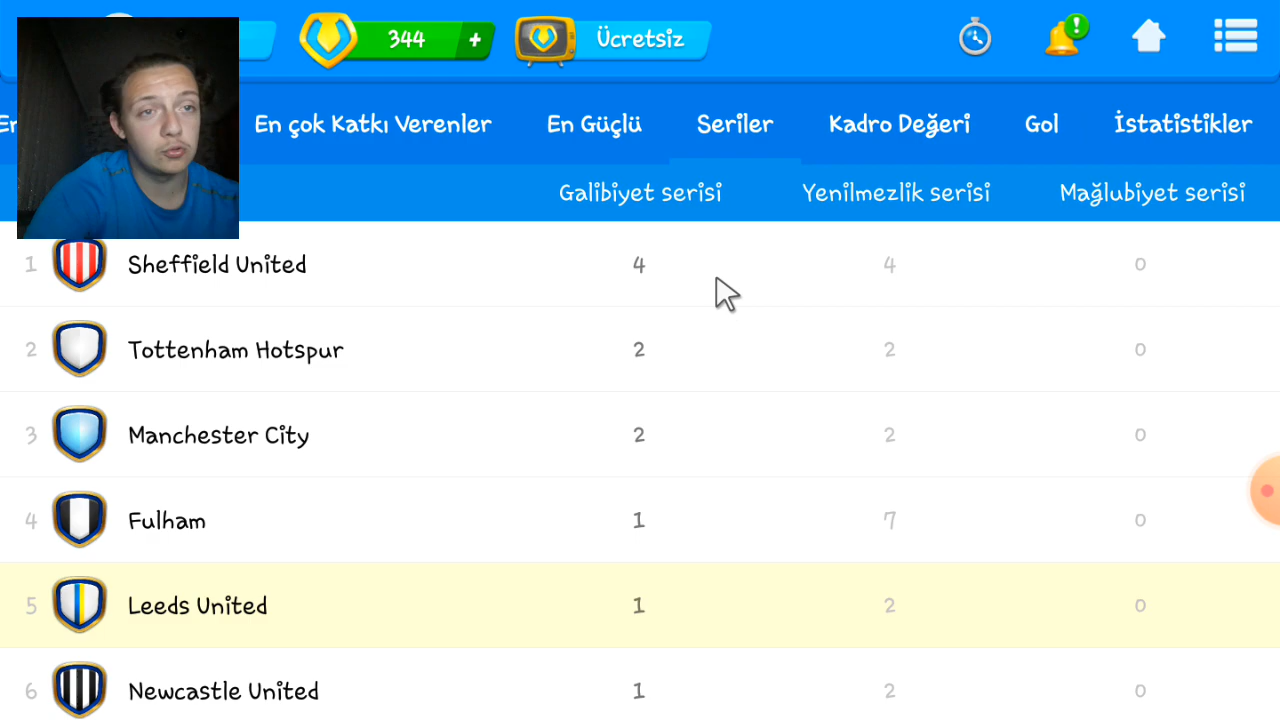 344 + Ücretsiz !
En çok Katkı Verenler En Güçlü Seriler Kadro Değeri Gol İstatistikler
Galibiyet serisi Yenilmezlik serisi Mağlubiyet serisi
1 Sheffield United 4 4 0
2 Tottenham Hotspur 2 2 0
3 Manchester City 2 2 0
4 Fulham 1 7 0
5 Leeds United 1 2 0
6 Newcastle United 1 2 0